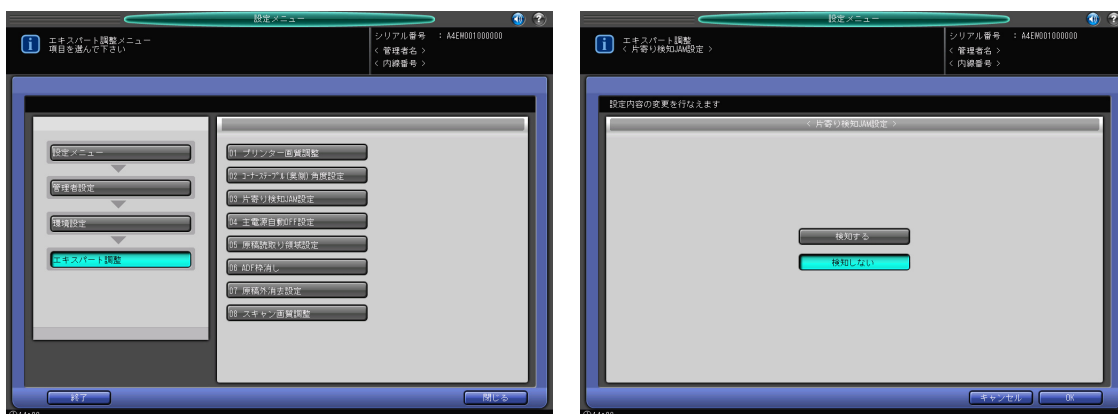 設定メニュー
エキスパート調整メニュー
項目を選んで下さい
シリアル番号 : A4EW001000000
< 管理者名 >
< 内線番号 >
設定メニュー
管理者設定
環境設定
エキスパート調整
01 プリンター画質調整
02 コーナーステープル(奥側)角度設定
03 片寄り検知JAM設定
04 主電源自動OFF設定
05 原稿読取り領域設定
06 ADF枠消し
07 原稿外消去設定
08 スキャン画質調整
終了
閉じる
設定メニュー
エキスパート調整
< 片寄り検知JAM設定 >
シリアル番号 : A4EW001000000
< 管理者名 >
< 内線番号 >
設定内容の変更を行なえます
< 片寄り検知JAM設定 >
検知する
検知しない
キャンセル
OK